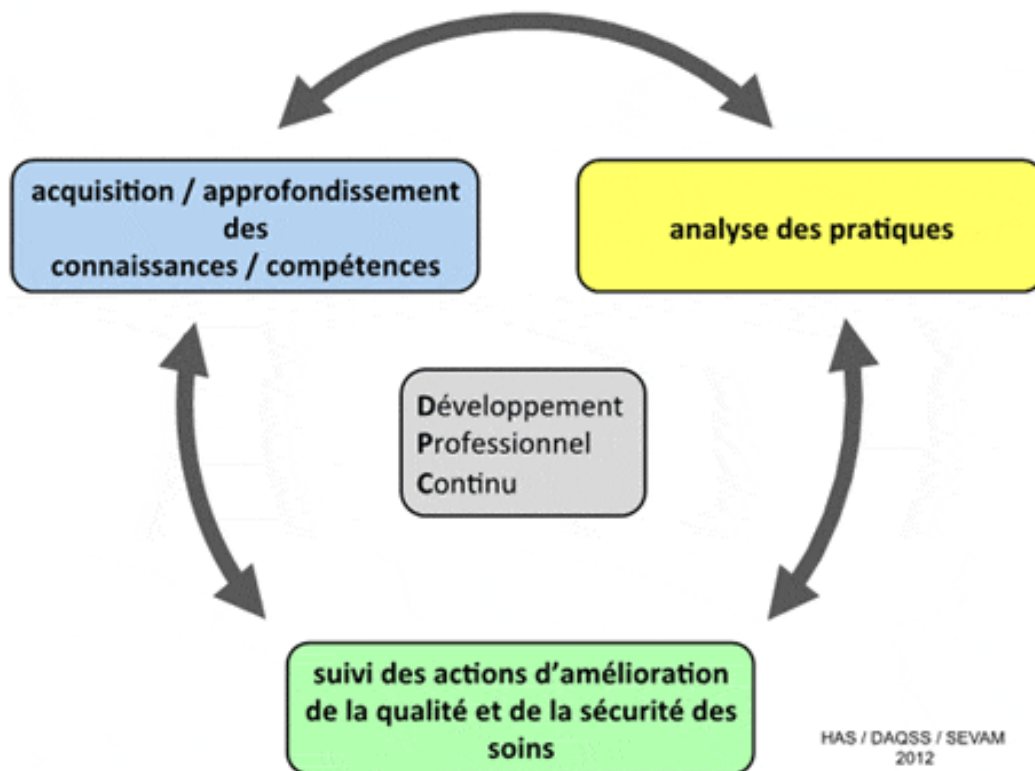 acquisition / approfondissement
des
connaissances / compétences
analyse des pratiques
Développement
Professionnel
Continu
suivi des actions d’amélioration
de la qualité et de la sécurité des
soins
HAS / DAQSS / SEVAM
2012